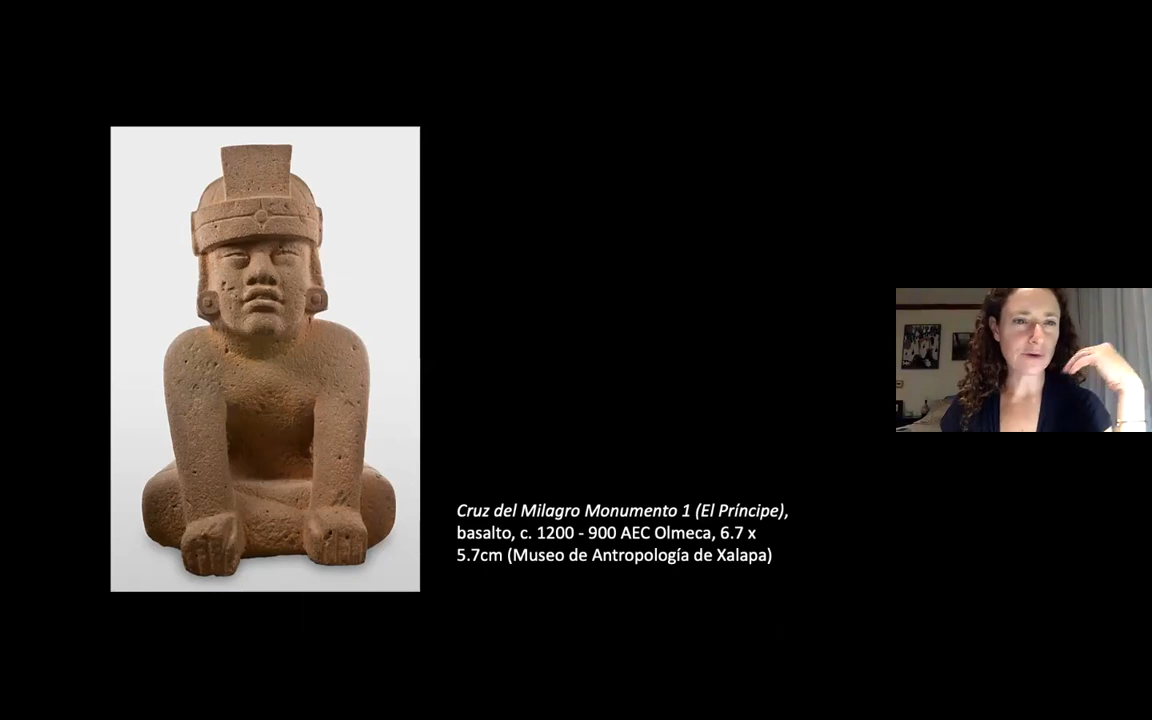 Cruz del Milagro Monumento 1 (El Príncipe),
basalto, c. 1200 - 900 AEC Olmeca, 6.7 x
5.7cm (Museo de Antropología de Xalapa)